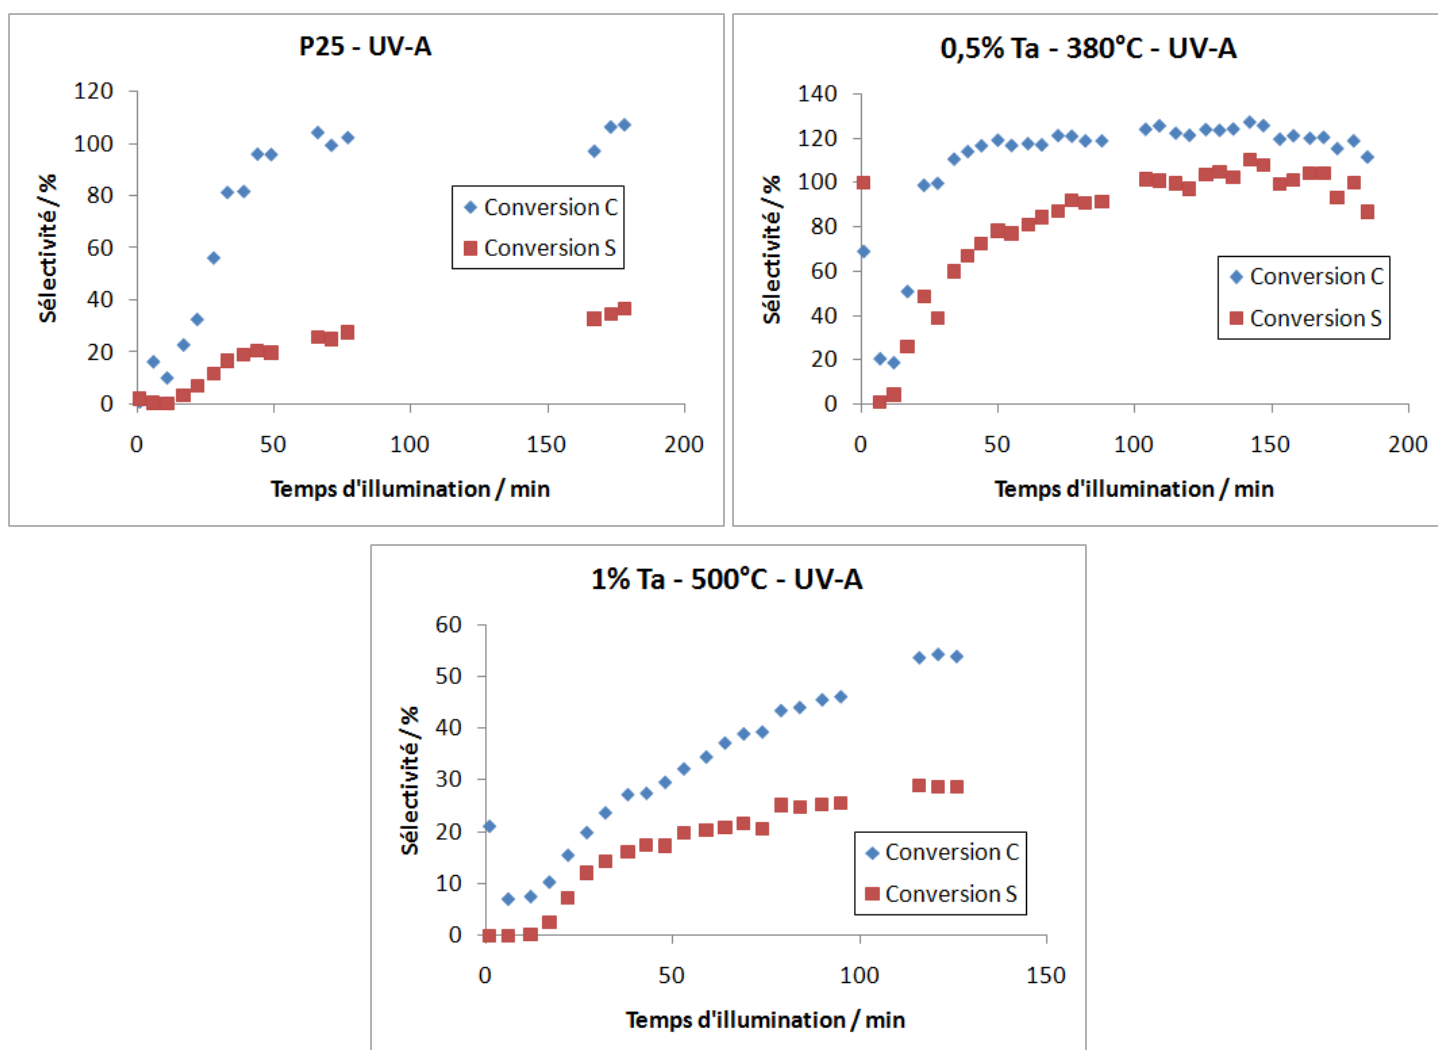 P25 - UV-A
120
100
80
60
40
20
0
Sélectivité / %
Conversion C
Conversion S
0
50
100
150
200
Temps d'illumination / min
0,5% Ta - 380°C - UV-A
140
120
100
80
60
40
20
0
Sélectivité / %
Conversion C
Conversion S
0
50
100
150
200
Temps d'illumination / min
1% Ta - 500°C - UV-A
60
50
40
30
20
10
0
Sélectivité / %
Conversion C
Conversion S
0
50
100
150
Temps d'illumination / min